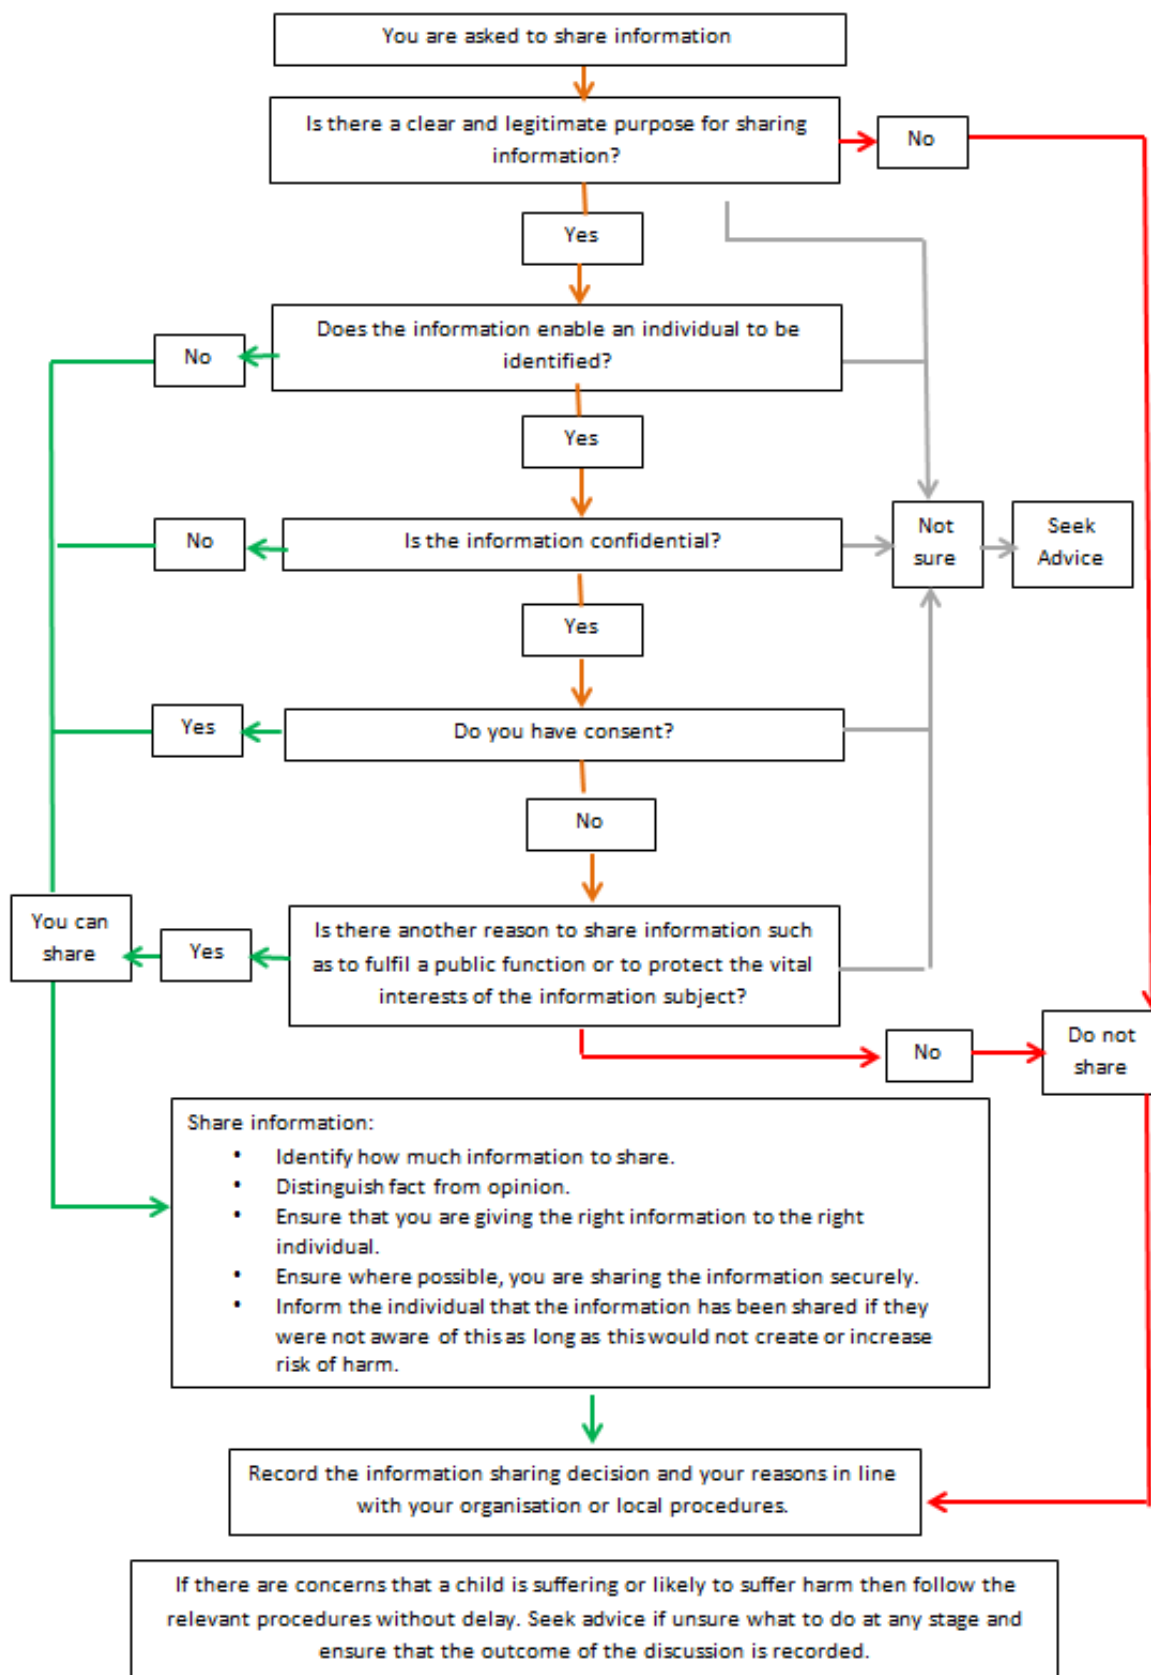 You are asked to share information
Is there a clear and legitimate purpose for sharing
information?
No
Yes
Does the information enable an individual to be
identified?
No
Yes
Is the information confidential?
No
Not
sure
Seek
Advice
Yes
Do you have consent?
Yes
No
Is there another reason to share information such
as to fulfil a public function or to protect the vital
interests of the information subject?
Yes
You can
share
No
Do not
share
Share information:
• Identify how much information to share.
• Distinguish fact from opinion.
• Ensure that you are giving the right information to the right
individual.
• Ensure where possible, you are sharing the information securely.
• Inform the individual that the information has been shared if they
were not aware of this as long as this would not create or increase
risk of harm.
Record the information sharing decision and your reasons in line
with your organisation or local procedures.
If there are concerns that a child is suffering or likely to suffer harm then follow the
relevant procedures without delay. Seek advice if unsure what to do at any stage and
ensure that the outcome of the discussion is recorded.